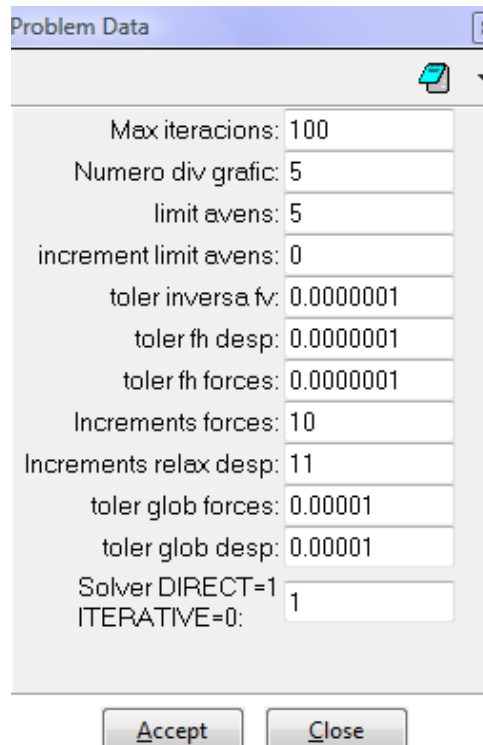 Problem Data
Max iteracions: 100
Numero div grafic: 5
limit avens: 5
increment limit avens: 0
toler inversa fv: 0.0000001
toler fh desp: 0.0000001
toler fh forces: 0.0000001
Increments forces: 10
Increments relax desp: 11
toler glob forces: 0.00001
toler glob desp: 0.00001
Solver DIRECT=1
ITERATIVE=0: 1
Accept Close